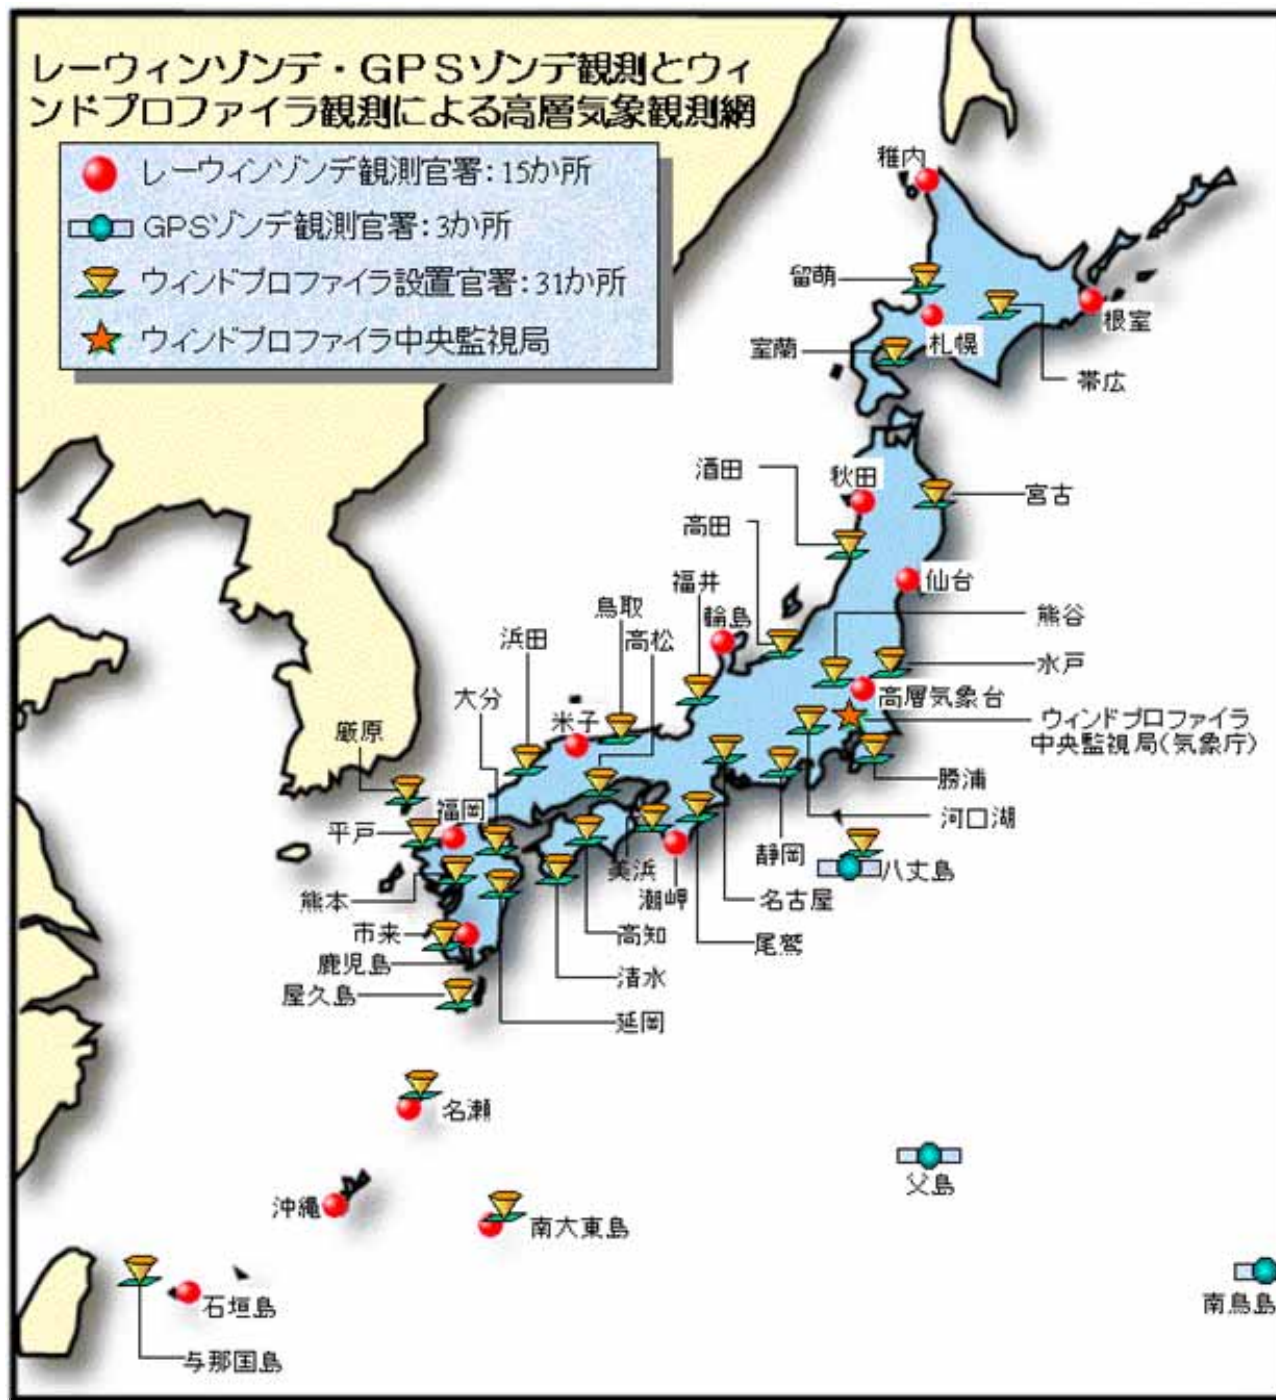 レーウィンゾンデ・GPSゾンデ観測とウィ
ンドプロファイラ観測による高層気象観測網
レーウィンゾンデ観測官署:15か所
GPSゾンデ観測官署:3か所
ウィンドプロファイラ設置官署:31か所
ウィンドプロファイラ中央監視局
稚内
留萌
根室
札幌
室蘭
帯広
酒田
秋田
宮古
高田
福井
仙台
鳥取
輪島
熊谷
浜田
高松
水戸
大分
高層気象台
米子
厳原
ウィンドプロファイラ
中央監視局(気象庁)
勝浦
福岡
河口湖
平戸
静岡
美浜
八丈島
潮岬
熊本
名古屋
市来
高知
尾鷲
鹿児島
清水
屋久島
延岡
名瀬
父島
沖縄
南大東島
南鳥島
石垣島
与那国島